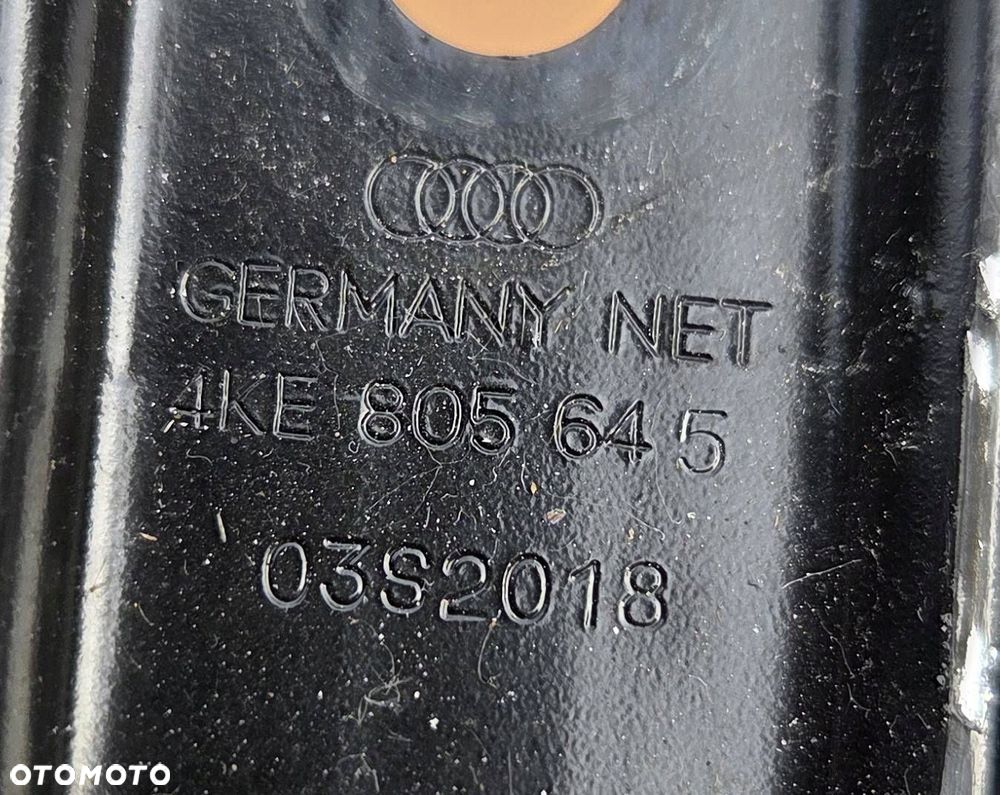 GERMANY NET
4KE 805 645
03S2018
OTOMOTO